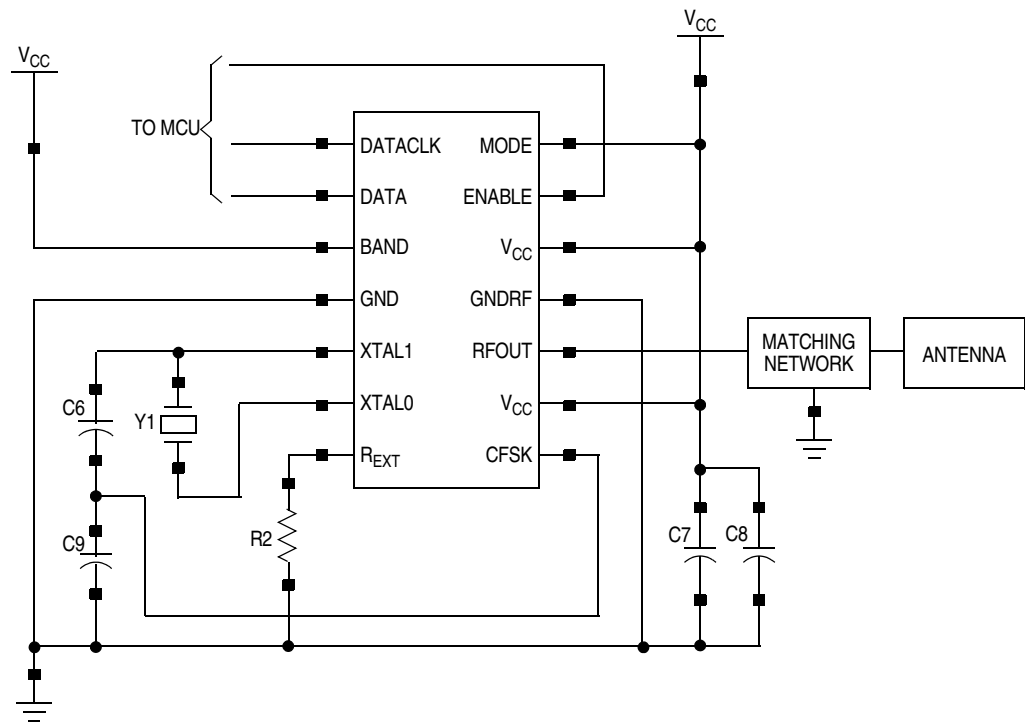 VCC
VCC
TO MCU
DATACLK
MODE
DATA
ENABLE
BAND
VCC
GND
GNDRF
XTAL1
RFOUT
MATCHING
NETWORK
ANTENNA
C6
Y1
XTAL0
VCC
REXT
CFSK
R2
C9
C7
C8